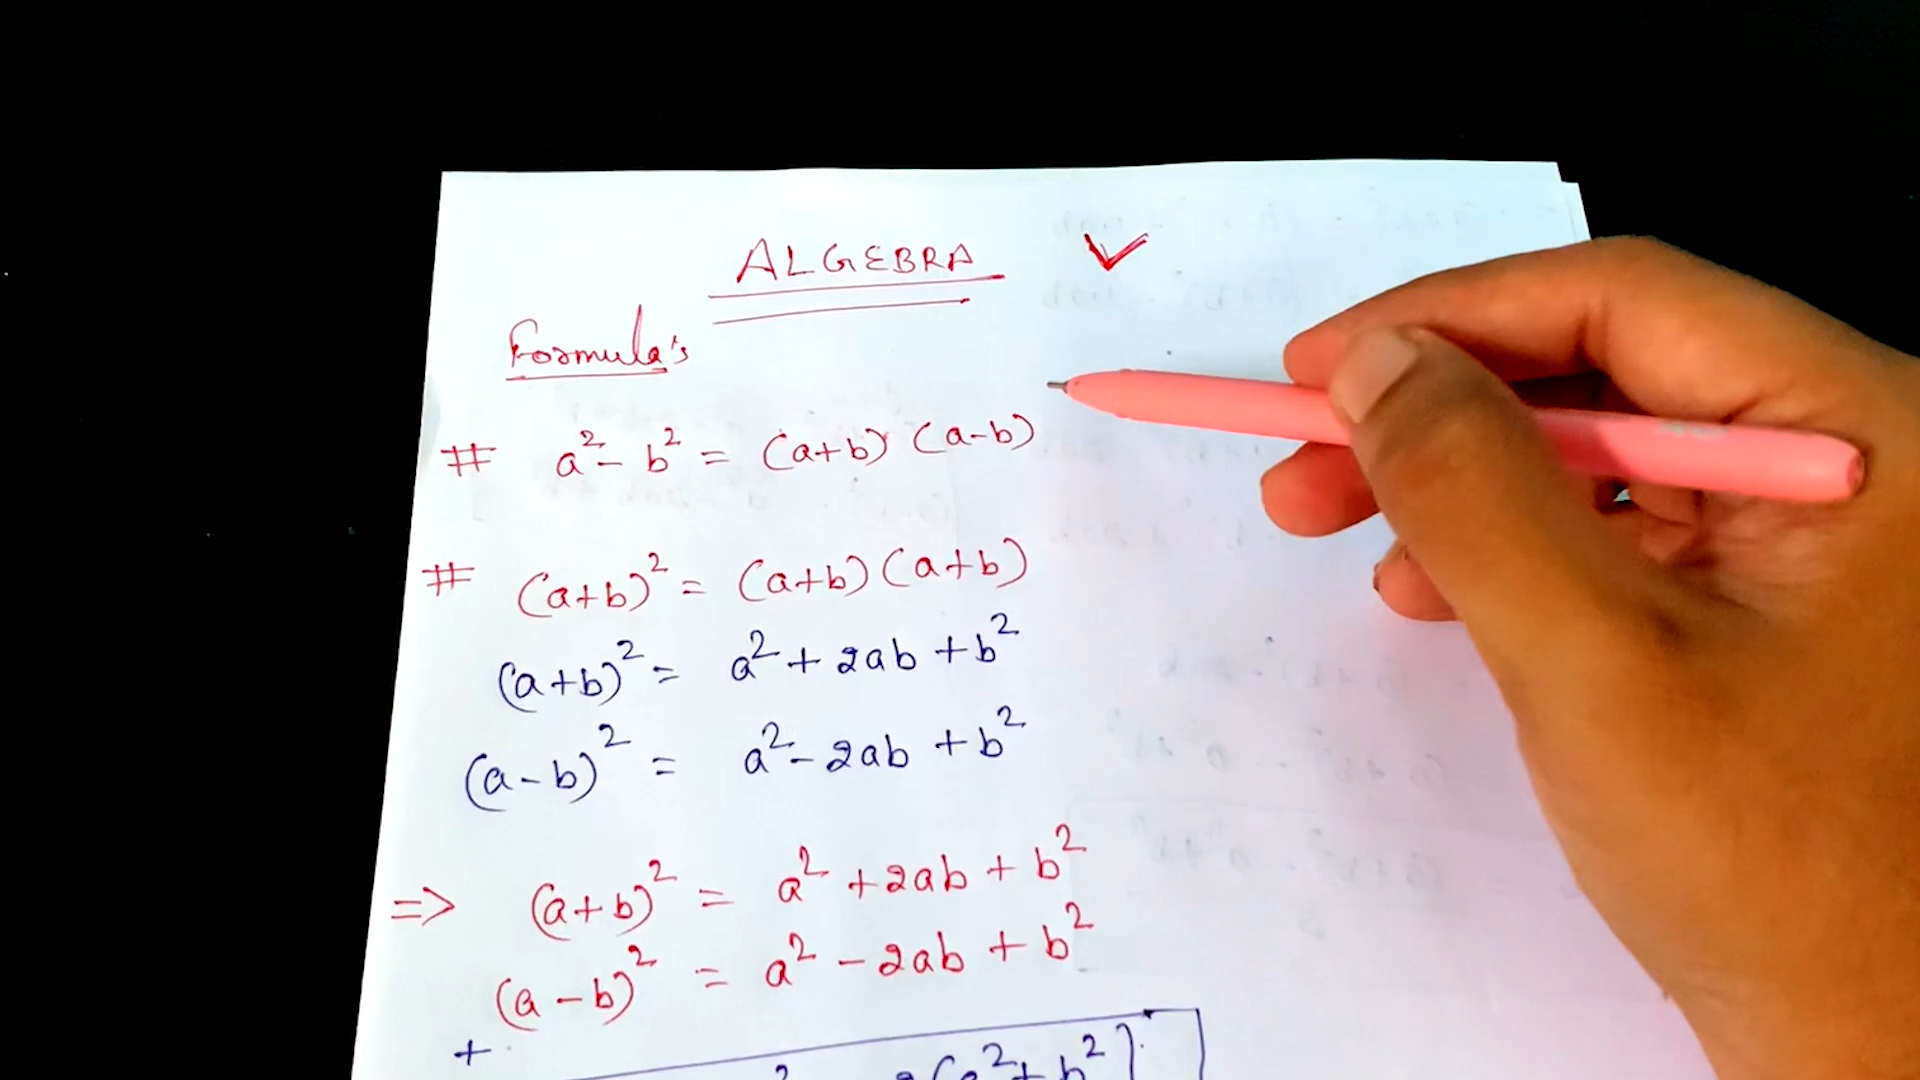 ALGEBRA ✓
Formula's
# a² - b² = (a+b) (a-b)
# (a+b)² = (a+b) (a+b)
(a+b)² = a² + 2ab + b²
(a-b)² = a² - 2ab + b²
=> (a+b)² = a² + 2ab + b²
(a-b)² = a² - 2ab + b²
+